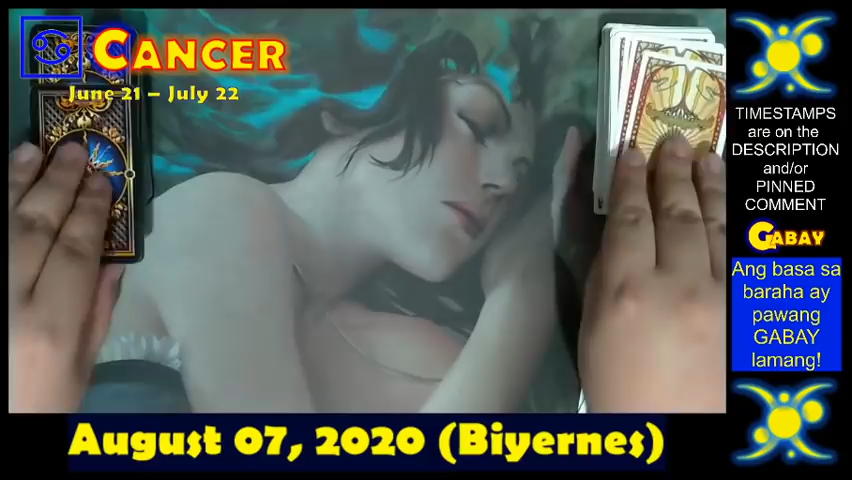 CANCER
June 21 – July 22
TIMESTAMPS
are on the
DESCRIPTION
and/or
PINNED
COMMENT
GABAY
Ang basa sa
baraha ay
pawang
GABAY
lamang!
August 07, 2020 (Biyernes)